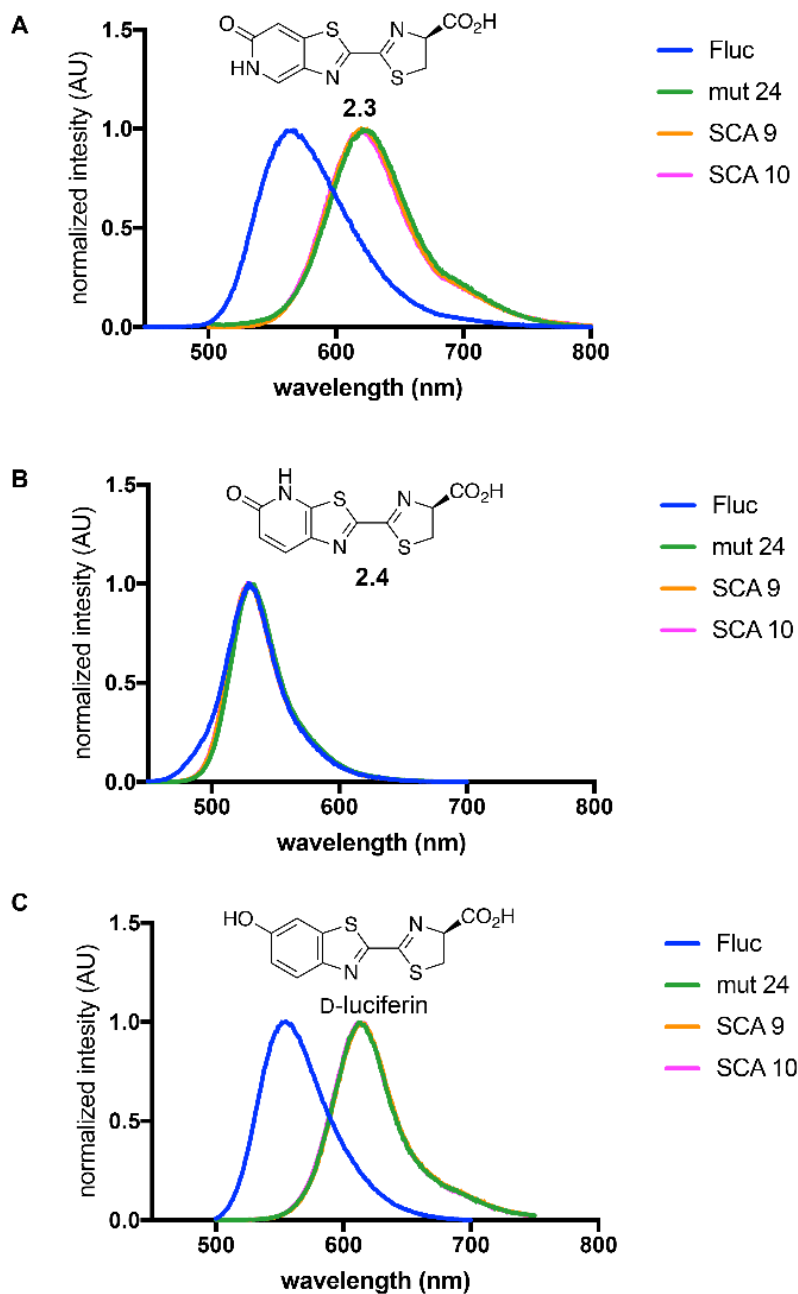 A
1.5
1.0
0.5
0.0
normalized intesity (AU)
O
HN
S
N
N
S
CO2H
2.3
Fluc
mut 24
SCA 9
SCA 10
500 600 700 800
wavelength (nm)
B
1.5
1.0
0.5
0.0
normalized intesity (AU)
O
H
N
S
N
N
S
CO2H
2.4
Fluc
mut 24
SCA 9
SCA 10
500 600 700 800
wavelength (nm)
C
1.5
1.0
0.5
0.0
normalized intesity (AU)
HO
S
N
N
S
CO2H
D-luciferin
Fluc
mut 24
SCA 9
SCA 10
500 600 700 800
wavelength (nm)